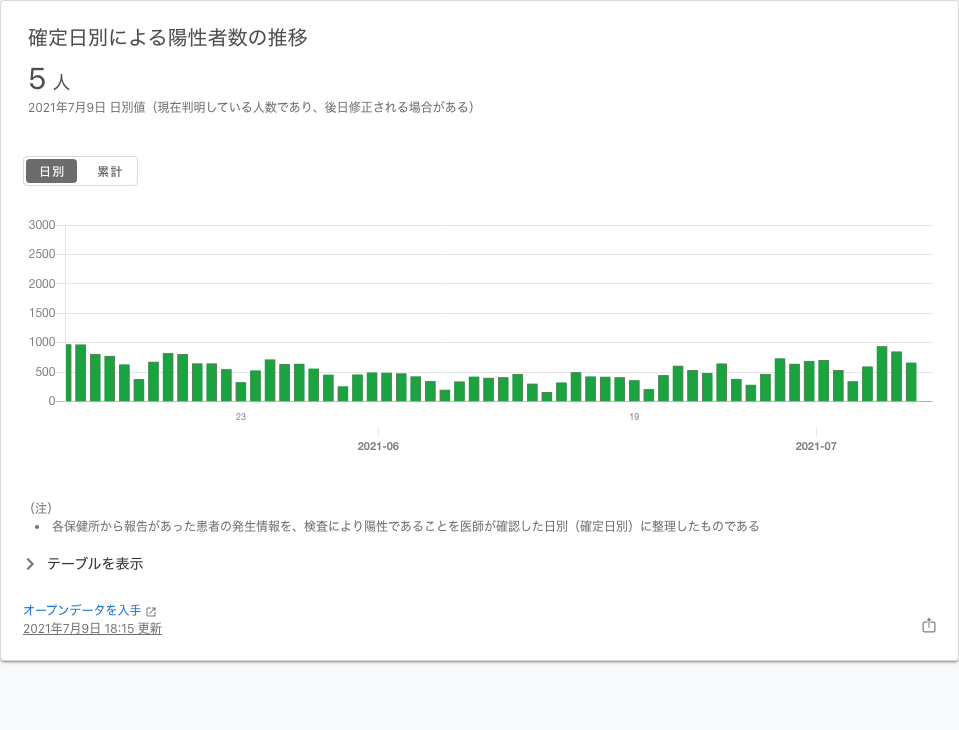 確定日別による陽性者数の推移
5 人
2021年7月9日 日別値（現在判明している人数であり、後日修正される場合がある）
日別 累計
3000
2500
2000
1500
1000
500
0
23 19
2021-06 2021-07
（注）
• 各保健所から報告があった患者の発生情報を、検査により陽性であることを医師が確認した日別（確定日別）に整理したものである
テーブルを表示
オープンデータを入手
2021年7月9日 18:15 更新